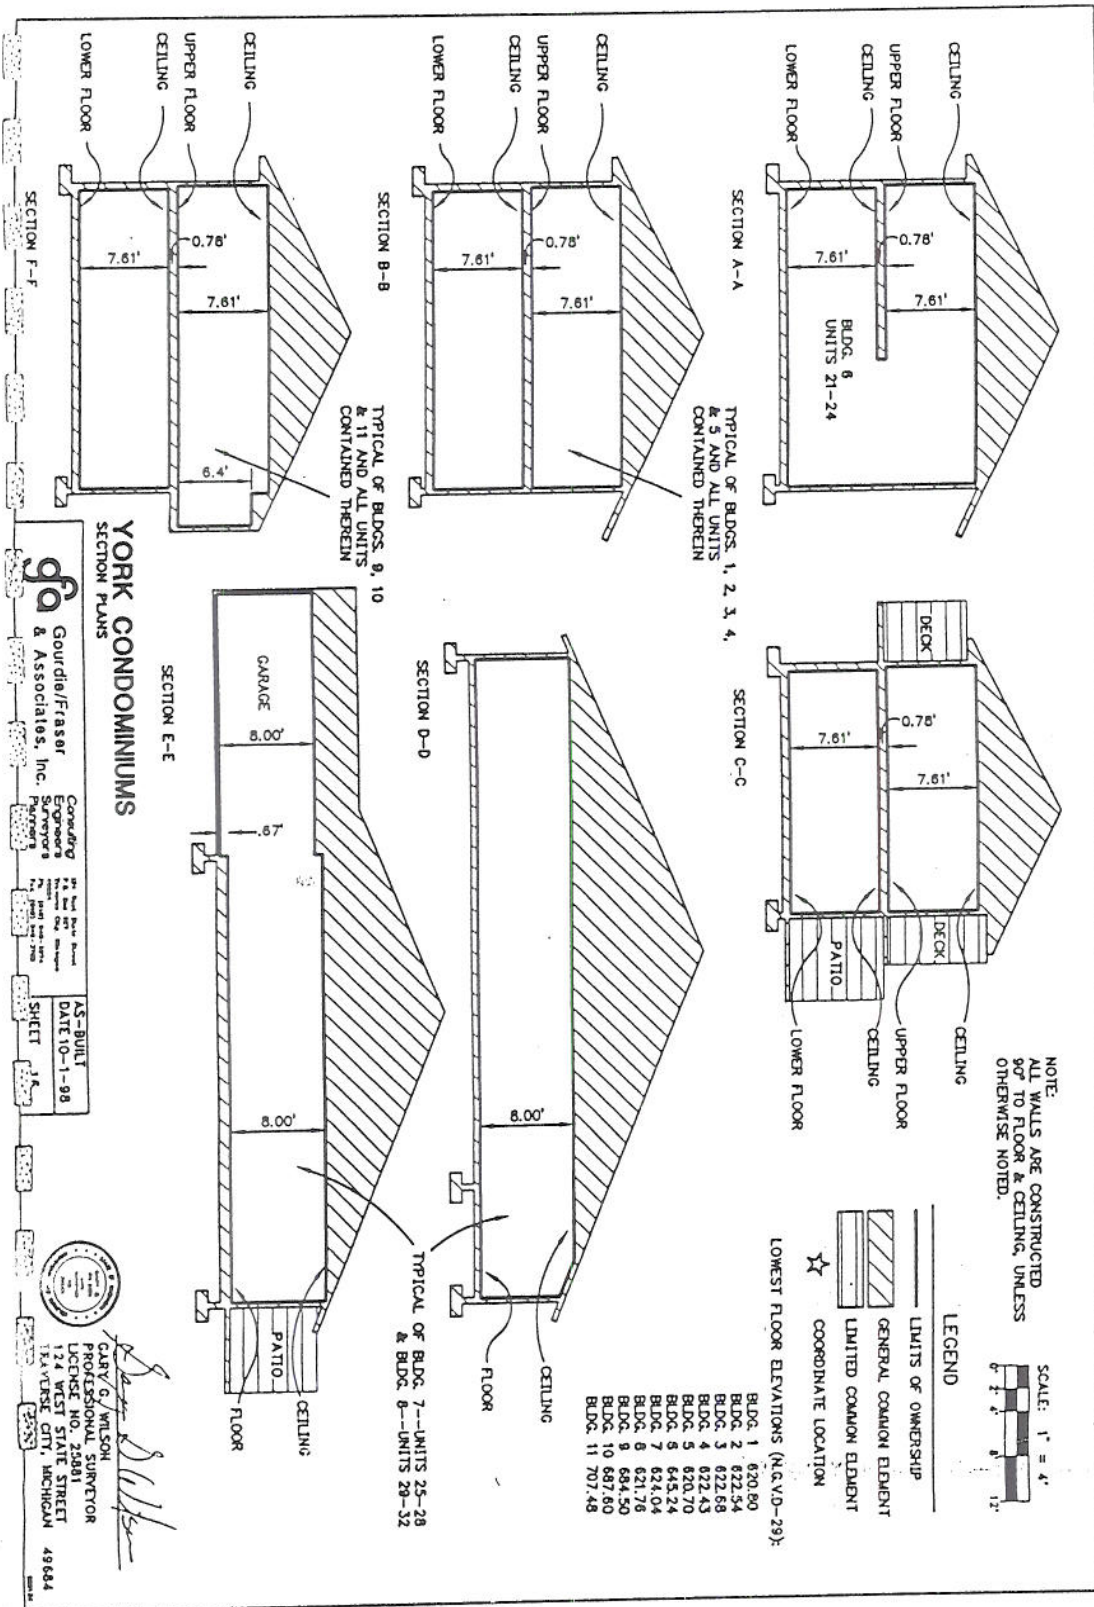 NOTE:
ALL WALLS ARE CONSTRUCTED
90° TO FLOOR & CEILING, UNLESS
OTHERWISE NOTED.
SCALE: 1" = 4'
0' 2' 4' 8' 12'
LEGEND
LIMITS OF OWNERSHIP
GENERAL COMMON ELEMENT
LIMITED COMMON ELEMENT
COORDINATE LOCATION
LOWEST FLOOR ELEVATIONS (N.G.V.D-29):
BLDG. 1 620.80
BLDG. 2 622.54
BLDG. 3 622.68
BLDG. 4 622.43
BLDG. 5 620.70
BLDG. 6 645.24
BLDG. 7 624.04
BLDG. 8 621.76
BLDG. 9 684.50
BLDG. 10 687.60
BLDG. 11 707.48
CEILING
UPPER FLOOR
CEILING
LOWER FLOOR
7.61'
0.78'
7.61'
BLDG. 6
UNITS 21-24
SECTION A-A
DECK
7.61'
0.78'
7.61'
DECK
PATIO
CEILING
UPPER FLOOR
CEILING
LOWER FLOOR
SECTION C-C
TYPICAL OF BLDGS. 1, 2, 3, 4,
& 5 AND ALL UNITS
CONTAINED THEREIN
CEILING
UPPER FLOOR
CEILING
LOWER FLOOR
7.61'
0.78'
7.61'
SECTION B-B
8.00'
CEILING
FLOOR
SECTION D-D
TYPICAL OF BLDG. 7---UNITS 25-28
& BLDG. 8---UNITS 29-32
TYPICAL OF BLDGS. 9, 10
& 11 AND ALL UNITS
CONTAINED THEREIN
CEILING
UPPER FLOOR
CEILING
LOWER FLOOR
7.61'
0.78'
7.61'
6.4'
SECTION F-F
GARAGE
8.00'
.67'
8.00'
PATIO
CEILING
FLOOR
SECTION E-E
YORK CONDOMINIUMS
SECTION PLANS
gfa
Gourdie/Fraser
& Associates, Inc.
Consulting
Engineers
Surveyors
Planners
AS-BUILT
DATE 10-1-98
SHEET
GARY G. WILSON
PROFESSIONAL SURVEYOR
LICENSE NO. 25881
124 WEST STATE STREET
TRAVERSE CITY, MICHIGAN 49684